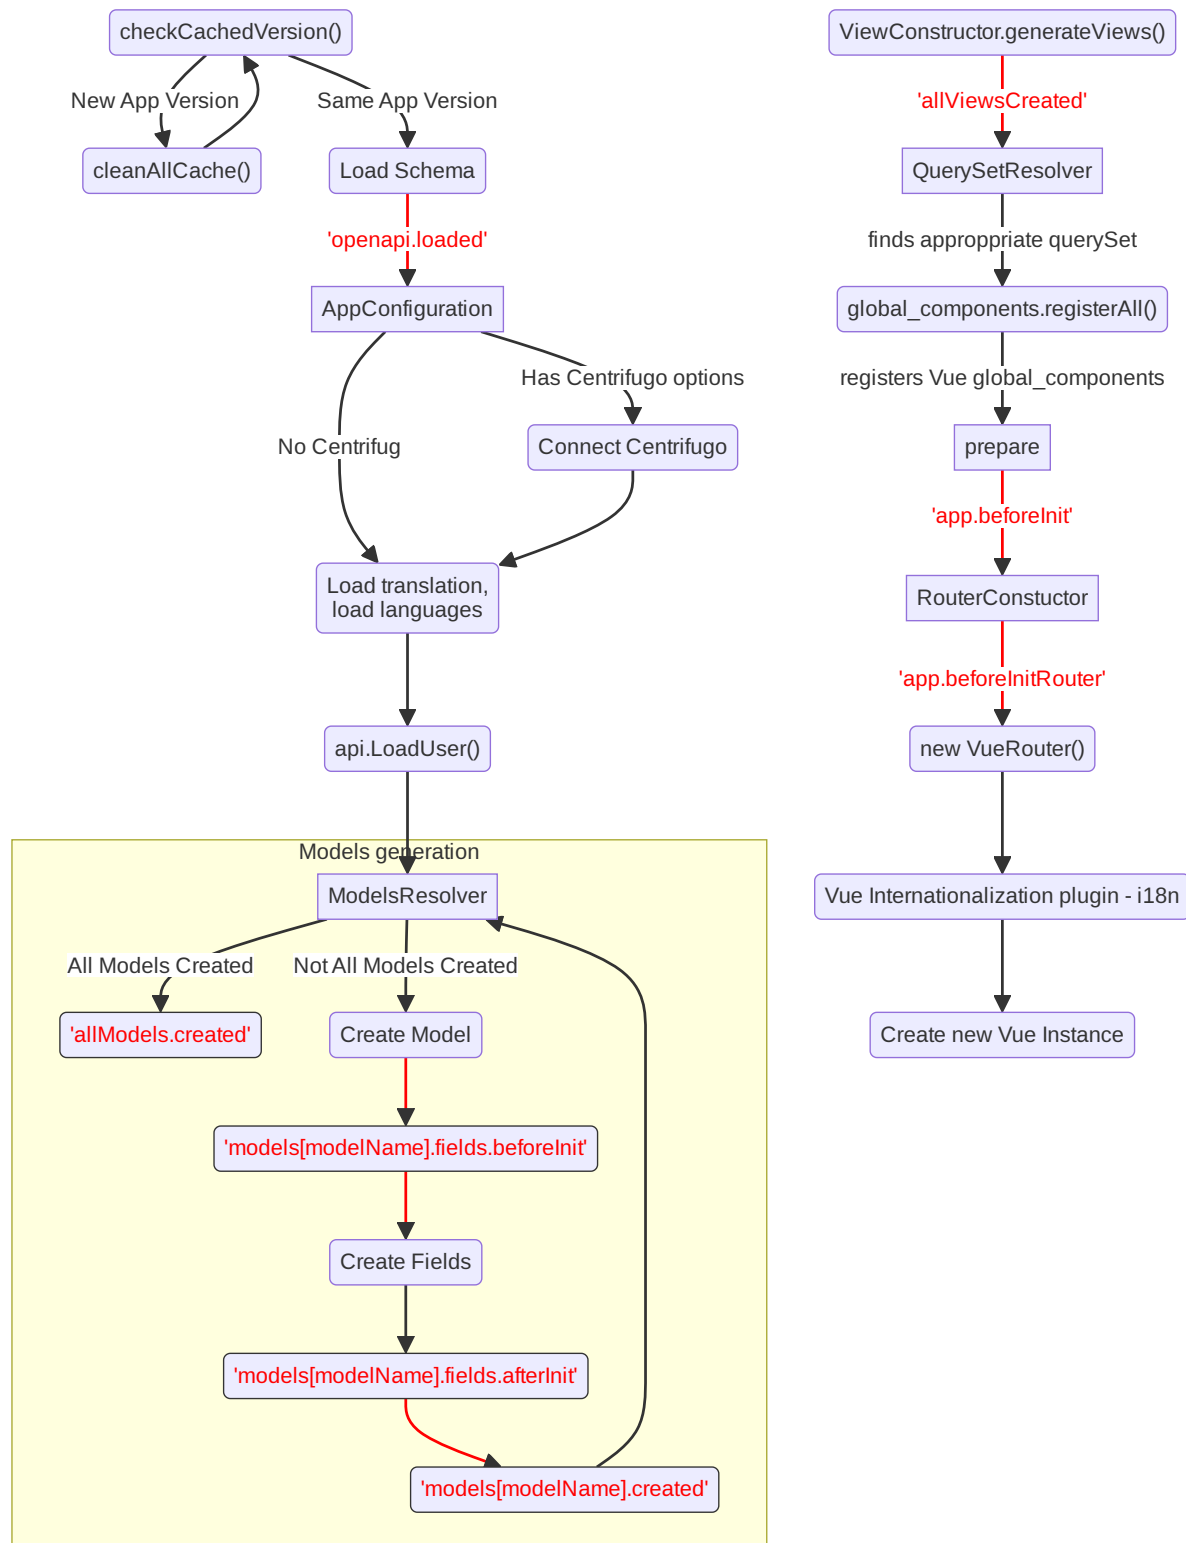 checkCachedVersion()
New App Version
Same App Version
cleanAllCache()
Load Schema
'openapi.loaded'
AppConfiguration
Has Centrifugo options
No Centrifug
Connect Centrifugo
Load translation,
load languages
api.LoadUser()
Models generation
ModelsResolver
All Models Created
Not All Models Created
'allModels.created'
Create Model
'models[modelName].fields.beforeInit'
Create Fields
'models[modelName].fields.afterInit'
'models[modelName].created'
ViewConstructor.generateViews()
'allViewsCreated'
QuerySetResolver
finds approppriate querySet
global_components.registerAll()
registers Vue global_components
prepare
'app.beforeInit'
RouterConstuctor
'app.beforeInitRouter'
new VueRouter()
Vue Internationalization plugin - i18n
Create new Vue Instance